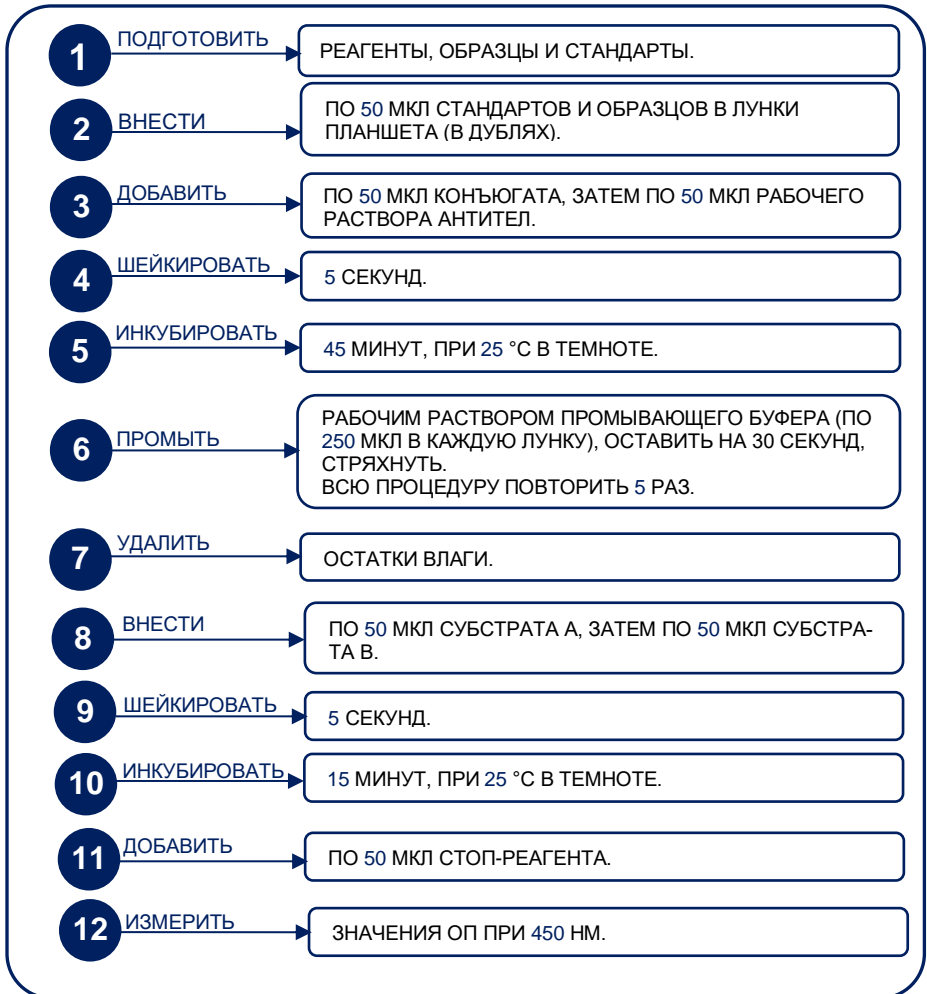 1
ПОДГОТОВИТЬ
РЕАГЕНТЫ, ОБРАЗЦЫ И СТАНДАРТЫ.
2
ВНЕСТИ
ПО 50 МКЛ СТАНДАРТОВ И ОБРАЗЦОВ В ЛУНКИ
ПЛАНШЕТА (В ДУБЛЯХ).
3
ДОБАВИТЬ
ПО 50 МКЛ КОНЪЮГАТА, ЗАТЕМ ПО 50 МКЛ РАБОЧЕГО
РАСТВОРА АНТИТЕЛ.
4
ШЕЙКИРОВАТЬ
5 СЕКУНД.
5
ИНКУБИРОВАТЬ
45 МИНУТ, ПРИ 25 °С В ТЕМНОТЕ.
6
ПРОМЫТЬ
РАБОЧИМ РАСТВОРОМ ПРОМЫВАЮЩЕГО БУФЕРА (ПО
250 МКЛ В КАЖДУЮ ЛУНКУ), ОСТАВИТЬ НА 30 СЕКУНД,
СТРЯХНУТЬ.
ВСЮ ПРОЦЕДУРУ ПОВТОРИТЬ 5 РАЗ.
7
УДАЛИТЬ
ОСТАТКИ ВЛАГИ.
8
ВНЕСТИ
ПО 50 МКЛ СУБСТРАТА А, ЗАТЕМ ПО 50 МКЛ СУБСТРА-
ТА В.
9
ШЕЙКИРОВАТЬ
5 СЕКУНД.
10
ИНКУБИРОВАТЬ
15 МИНУТ, ПРИ 25 °С В ТЕМНОТЕ.
11
ДОБАВИТЬ
ПО 50 МКЛ СТОП-РЕАГЕНТА.
12
ИЗМЕРИТЬ
ЗНАЧЕНИЯ ОП ПРИ 450 НМ.